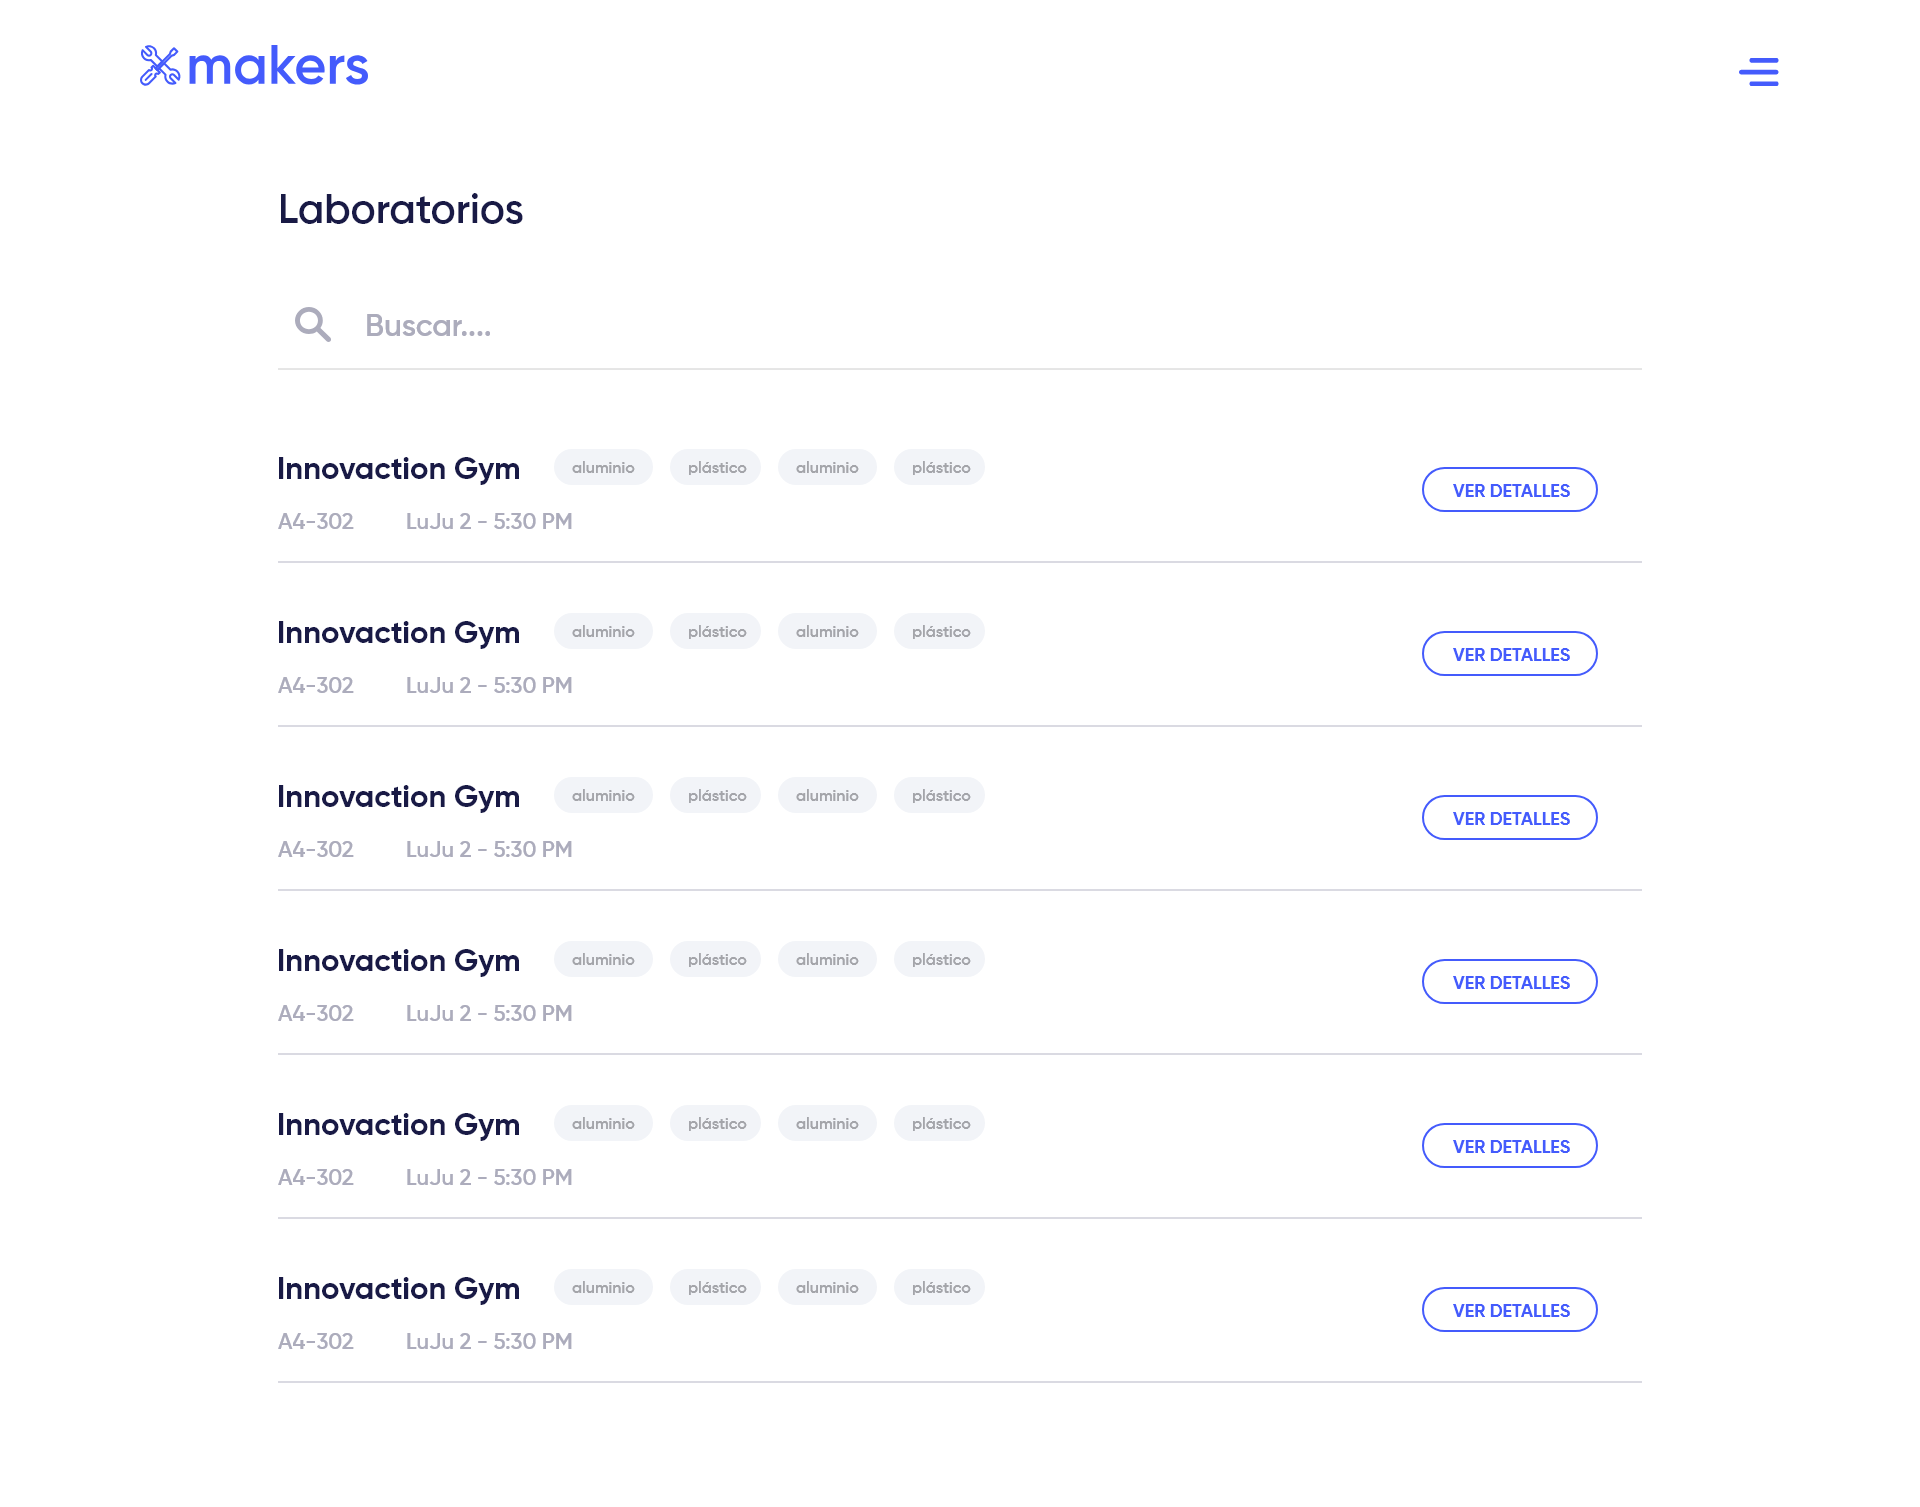 makers
Laboratorios
Buscar....
Innovaction Gym aluminio plástico aluminio plástico
VER DETALLES
A4-302 LuJu 2 - 5:30 PM
Innovaction Gym aluminio plástico aluminio plástico
VER DETALLES
A4-302 LuJu 2 - 5:30 PM
Innovaction Gym aluminio plástico aluminio plástico
VER DETALLES
A4-302 LuJu 2 - 5:30 PM
Innovaction Gym aluminio plástico aluminio plástico
VER DETALLES
A4-302 LuJu 2 - 5:30 PM
Innovaction Gym aluminio plástico aluminio plástico
VER DETALLES
A4-302 LuJu 2 - 5:30 PM
Innovaction Gym aluminio plástico aluminio plástico
VER DETALLES
A4-302 LuJu 2 - 5:30 PM